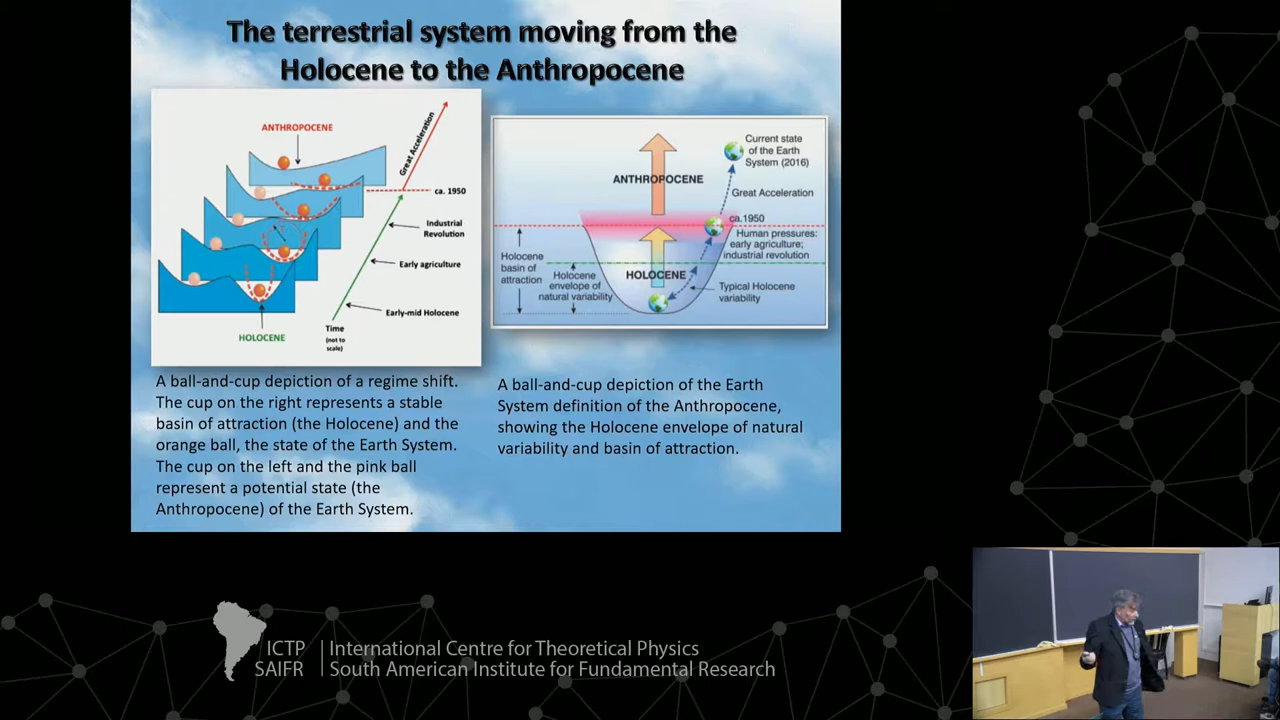 The terrestrial system moving from the
Holocene to the Anthropocene
ANTHROPOCENE
Great Acceleration
ca. 1950
Industrial
Revolution
Early agriculture
Early-mid Holocene
Time
(not to
scale)
HOLOCENE
Current state
of the Earth
System (2016)
ANTHROPOCENE
Great Acceleration
ca.1950
Human pressures:
early agriculture;
industrial revolution
Holocene
basin of
attraction
Holocene
envelope of
natural variability
HOLOCENE
Typical Holocene
variability
A ball-and-cup depiction of a regime shift.
The cup on the right represents a stable
basin of attraction (the Holocene) and the
orange ball, the state of the Earth System.
The cup on the left and the pink ball
represent a potential state (the
Anthropocene) of the Earth System.
A ball-and-cup depiction of the Earth
System definition of the Anthropocene,
showing the Holocene envelope of natural
variability and basin of attraction.
ICTP
SAIFR
International Centre for Theoretical Physics
South American Institute for Fundamental Research